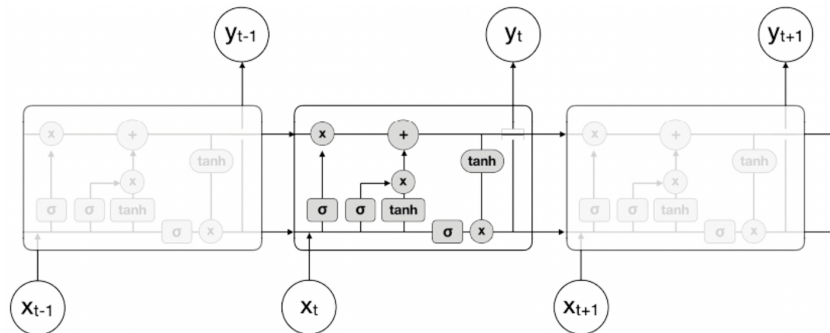 yt-1 yt yt+1
x + x + x +
tanh tanh tanh
x x x
σ σ tanh σ σ tanh σ σ tanh
σ x σ x σ x
xt-1 xt xt+1